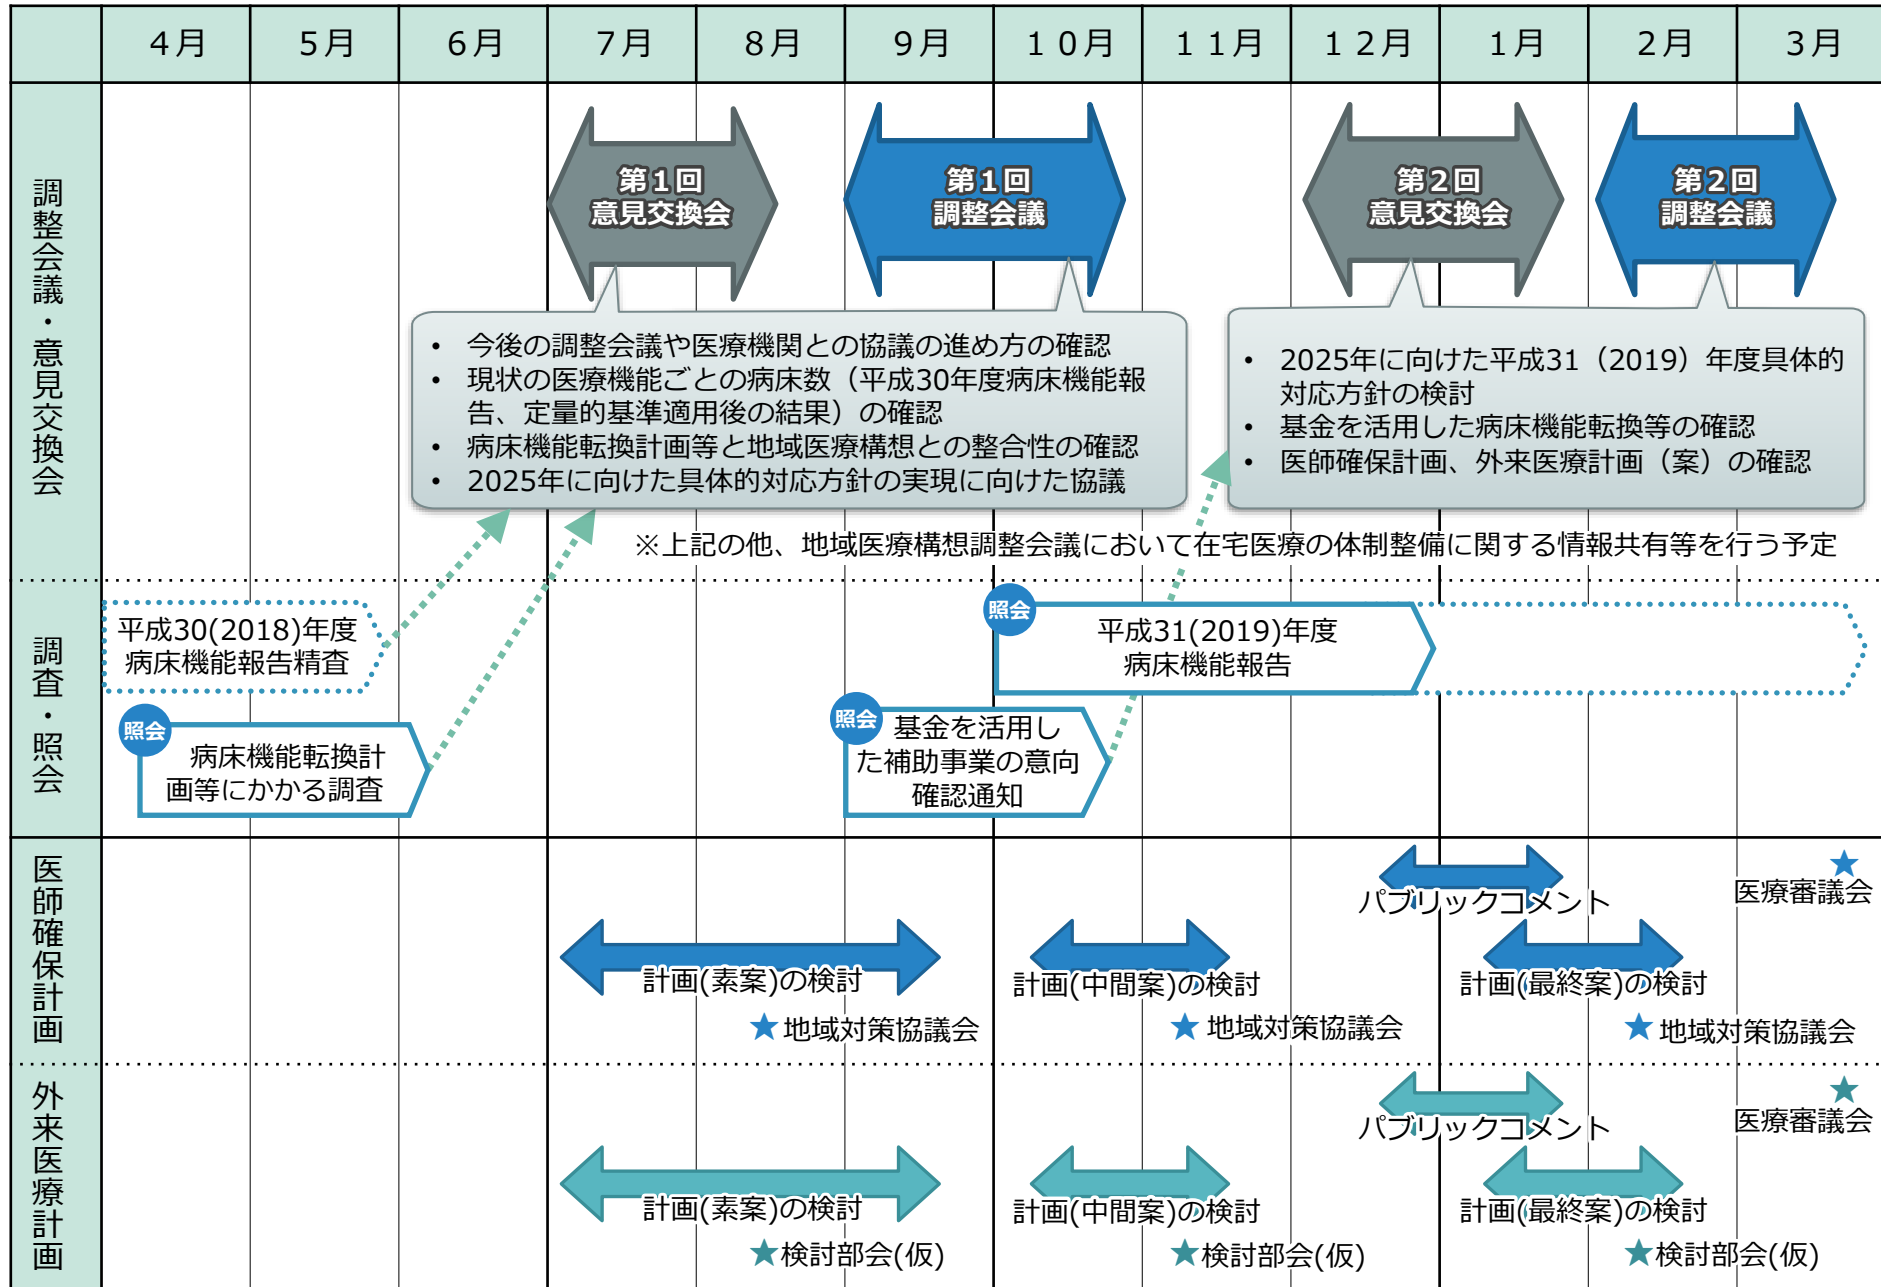 4月 5月 6月 7月 8月 9月 10月 11月 12月 1月 2月 3月
調整会議・意見交換会
第1回
意見交換会
第1回
調整会議
第2回
意見交換会
第2回
調整会議
• 今後の調整会議や医療機関との協議の進め方の確認
• 現状の医療機能ごとの病床数（平成30年度病床機能報
告、定量的基準適用後の結果）の確認
• 病床機能転換計画等と地域医療構想との整合性の確認
• 2025年に向けた具体的対応方針の実現に向けた協議
• 2025年に向けた平成31（2019）年度具体的
対応方針の検討
• 基金を活用した病床機能転換等の確認
• 医師確保計画、外来医療計画（案）の確認
※上記の他、地域医療構想調整会議において在宅医療の体制整備に関する情報共有等を行う予定
調査・照会
平成30(2018)年度
病床機能報告精査
照会
病床機能転換計
画等にかかる調査
照会
平成31(2019)年度
病床機能報告
照会
基金を活用し
た補助事業の意向
確認通知
医師確保計画
パブリックコメント
★
医療審議会
計画(素案)の検討
計画(中間案)の検討
計画(最終案)の検討
★地域対策協議会
★地域対策協議会
★地域対策協議会
外来医療計画
パブリックコメント
★
医療審議会
計画(素案)の検討
計画(中間案)の検討
計画(最終案)の検討
★検討部会(仮)
★検討部会(仮)
★検討部会(仮)